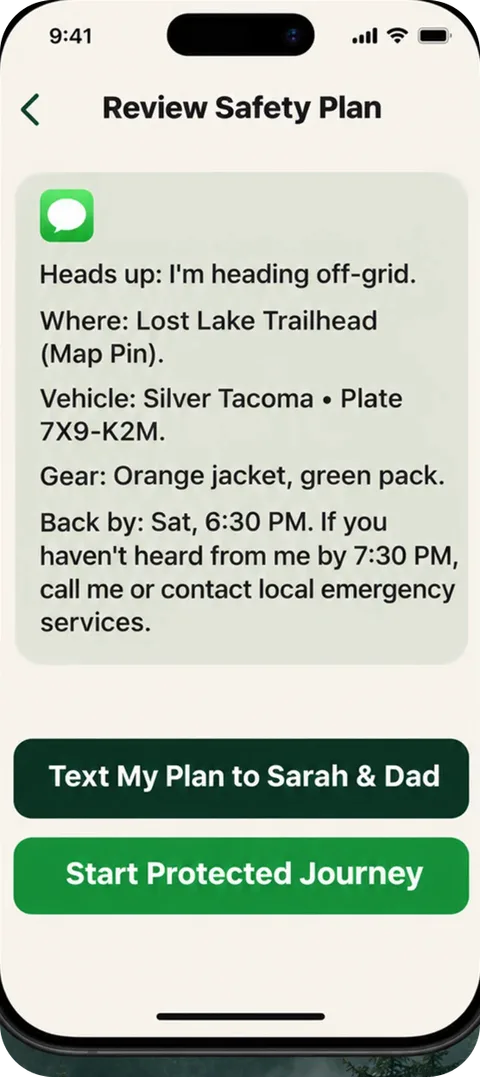 9:41
Review Safety Plan
Heads up: I'm heading off-grid.
Where: Lost Lake Trailhead
(Map Pin).
Vehicle: Silver Tacoma • Plate
7X9-K2M.
Gear: Orange jacket, green pack.
Back by: Sat, 6:30 PM. If you
haven't heard from me by 7:30 PM,
call me or contact local emergency
services.
Text My Plan to Sarah & Dad
Start Protected Journey